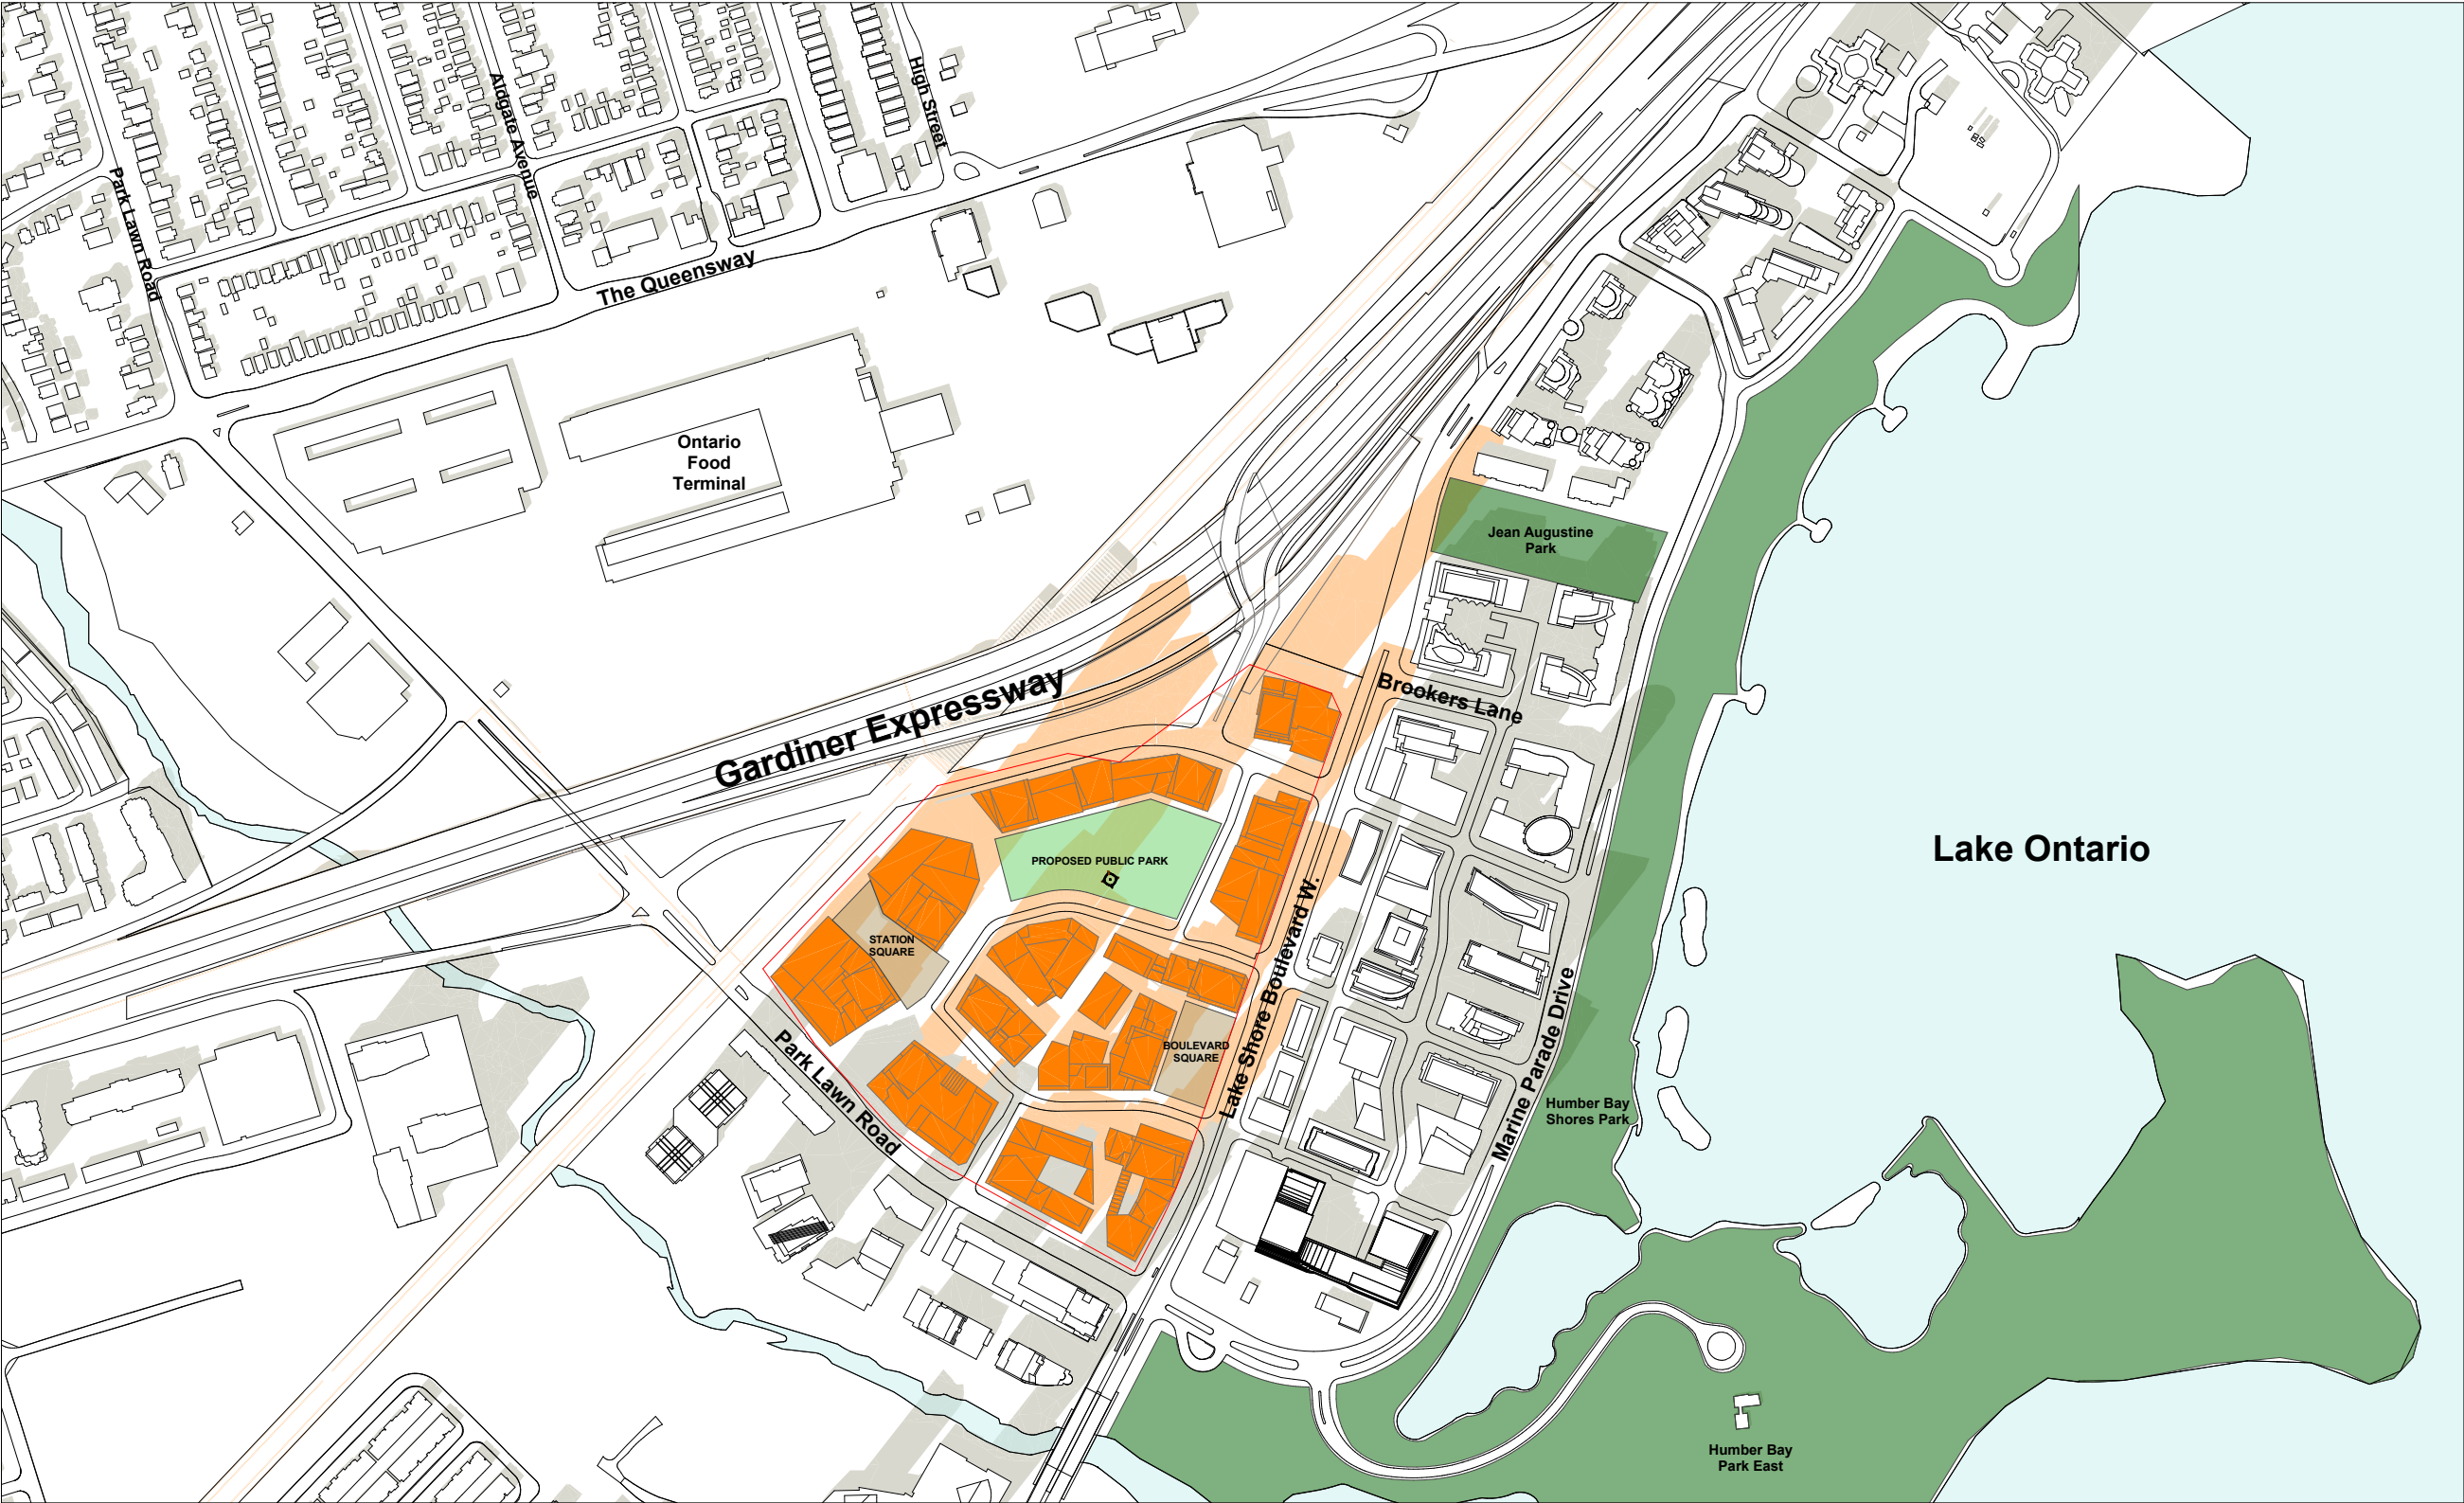 High Street
Aldgate Avenue
Park Lawn Road
The Queensway
Ontario
Food
Terminal
Jean Augustine
Park
Brookers Lane
Gardiner Expressway
PROPOSED PUBLIC PARK
Lake Ontario
STATION
SQUARE
Lake Shore Boulevard W.
BOULEVARD
SQUARE
Park Lawn Road
Marine Parade Drive
Humber Bay
Shores Park
Humber Bay
Park East